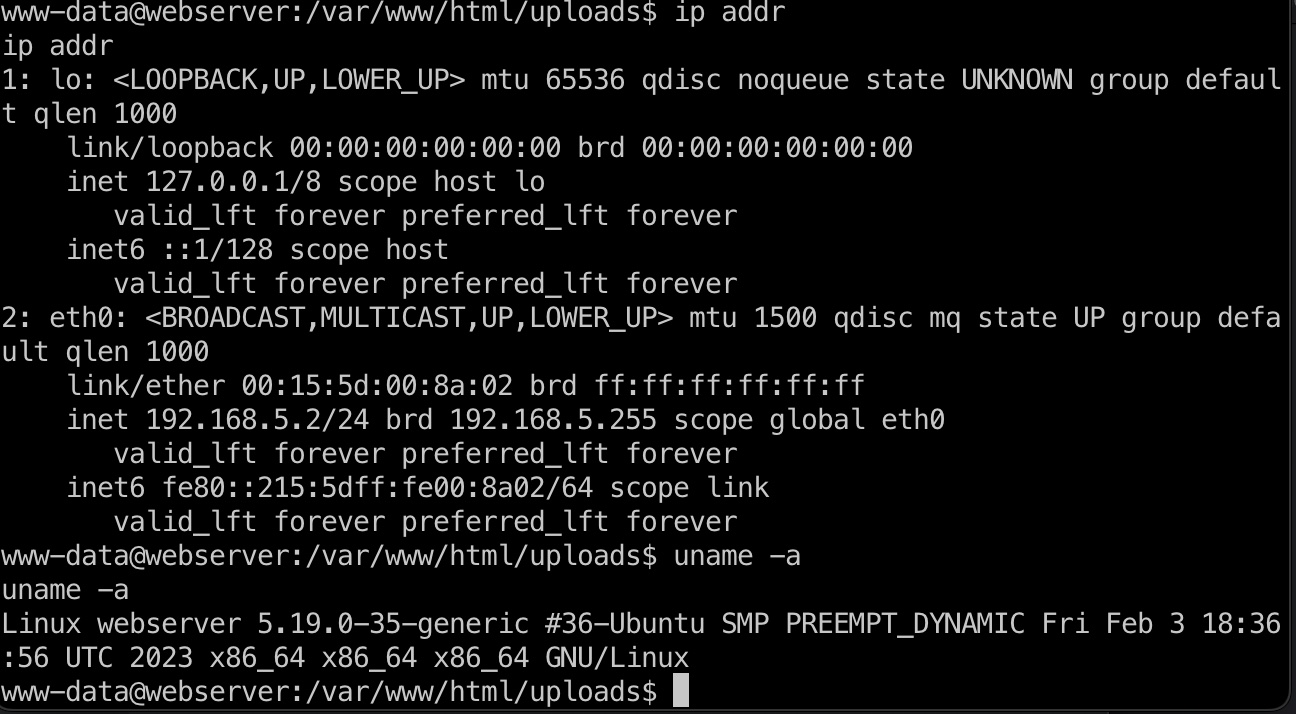 www-data@webserver:/var/www/html/uploads$ ip addr
ip addr
1: lo: <LOOPBACK,UP,LOWER_UP> mtu 65536 qdisc noqueue state UNKNOWN group defaul
t qlen 1000
    link/loopback 00:00:00:00:00:00 brd 00:00:00:00:00:00
    inet 127.0.0.1/8 scope host lo
       valid_lft forever preferred_lft forever
    inet6 ::1/128 scope host
       valid_lft forever preferred_lft forever
2: eth0: <BROADCAST,MULTICAST,UP,LOWER_UP> mtu 1500 qdisc mq state UP group defa
ult qlen 1000
    link/ether 00:15:5d:00:8a:02 brd ff:ff:ff:ff:ff:ff
    inet 192.168.5.2/24 brd 192.168.5.255 scope global eth0
       valid_lft forever preferred_lft forever
    inet6 fe80::215:5dff:fe00:8a02/64 scope link
       valid_lft forever preferred_lft forever
www-data@webserver:/var/www/html/uploads$ uname -a
uname -a
Linux webserver 5.19.0-35-generic #36-Ubuntu SMP PREEMPT_DYNAMIC Fri Feb 3 18:36
:56 UTC 2023 x86_64 x86_64 x86_64 GNU/Linux
www-data@webserver:/var/www/html/uploads$